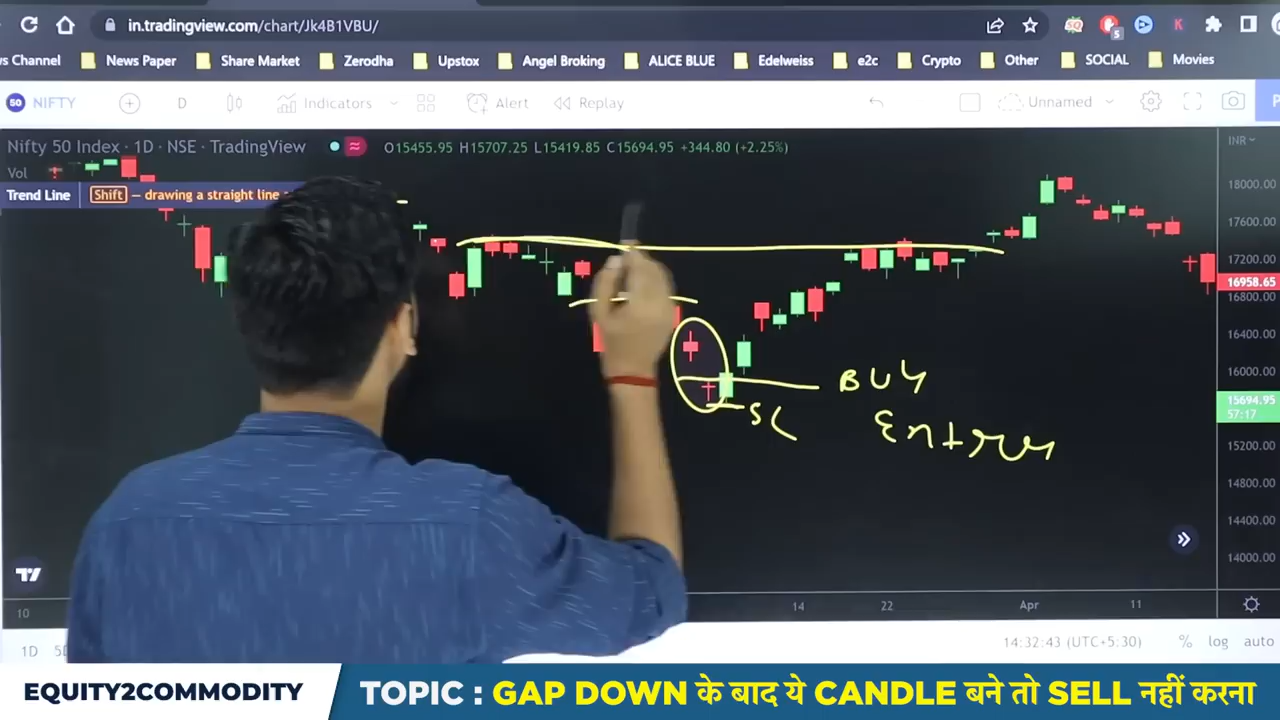 in.tradingview.com/chart/Jk4B1VBU/
5
K
ws Channel News Paper Share Market Zerodha Upstox Angel Broking ALICE BLUE Edelweiss e2c Crypto Other SOCIAL Movies
50 NIFTY D Indicators Alert Replay Unnamed P
Nifty 50 Index · 1D · NSE · TradingView O15455.95 H15707.25 L15419.85 C15694.95 +344.80 (+2.25%)
INR
Vol
Trend Line Shift — drawing a straight line
18000.00
17600.00
17200.00
16958.65
16800.00
16400.00
16000.00
BUY
15694.95
57:17
SL
Entry
15200.00
14800.00
14400.00
14000.00
10 14 22 Apr 11
1D 5D 14:32:43 (UTC+5:30) % log auto
EQUITY2COMMODITY
TOPIC : GAP DOWN के बाद ये CANDLE बने तो SELL नहीं करना